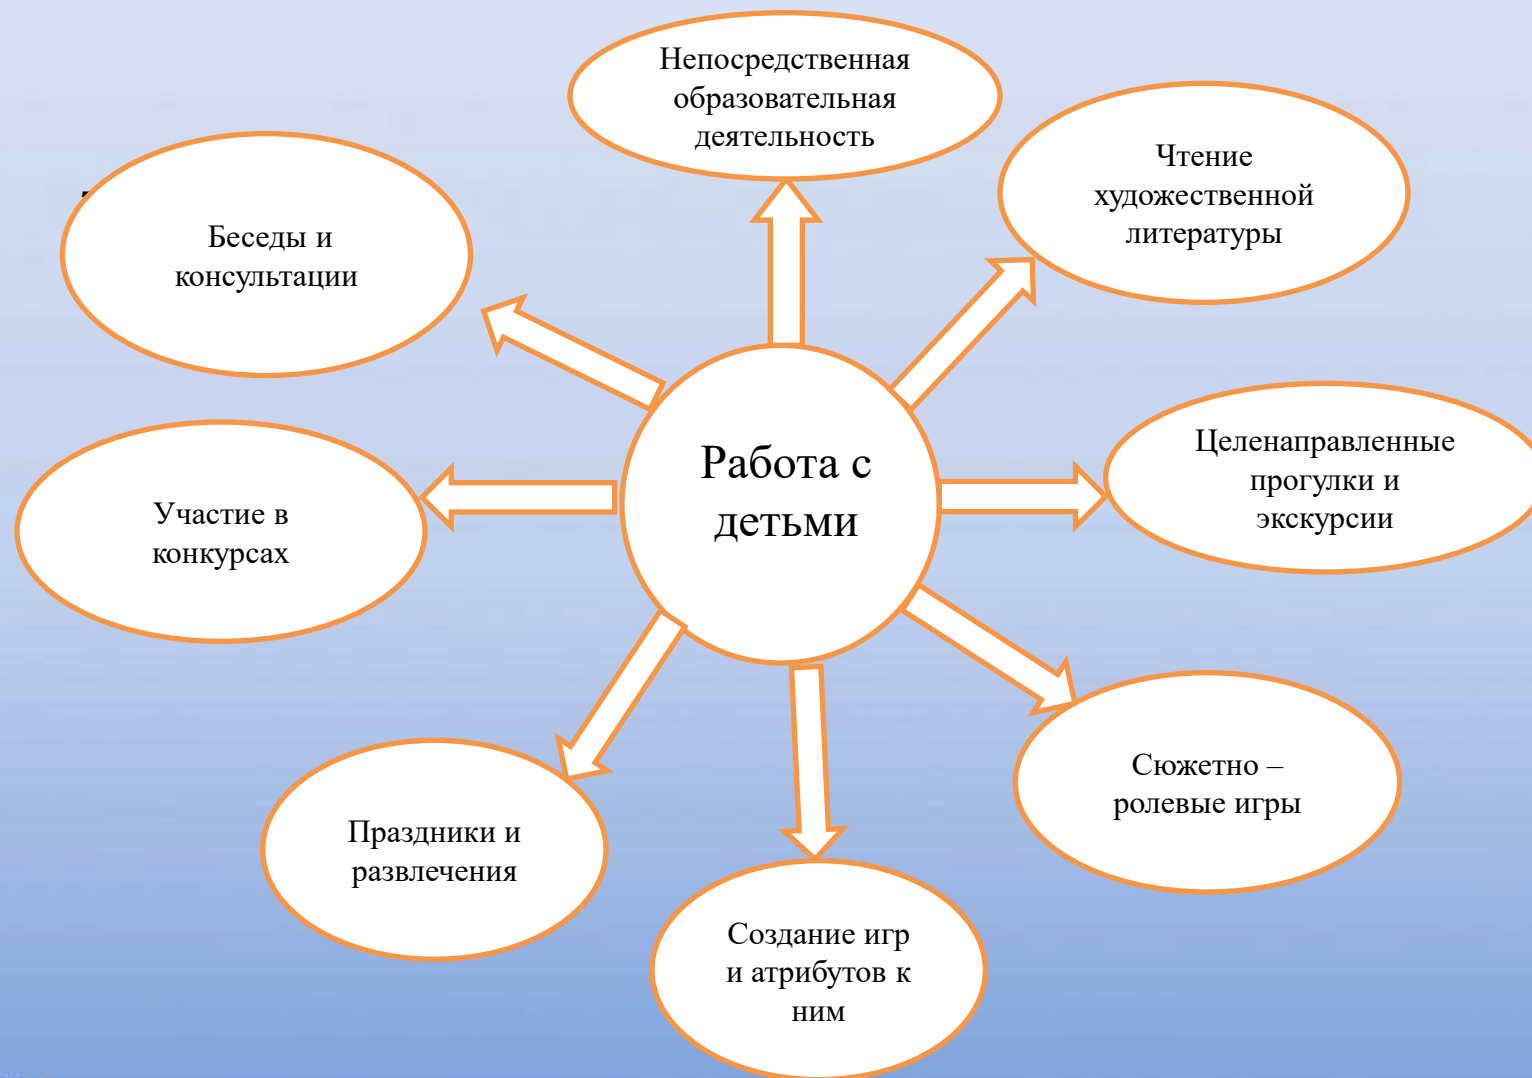 Непосредственная
образовательная
деятельность
Чтение
художественной
литературы
Беседы и
консультации
Целенаправленные
прогулки и
экскурсии
Работа с
детьми
Участие в
конкурсах
Сюжетно –
ролевые игры
Праздники и
развлечения
Создание игр
и атрибутов к
ним